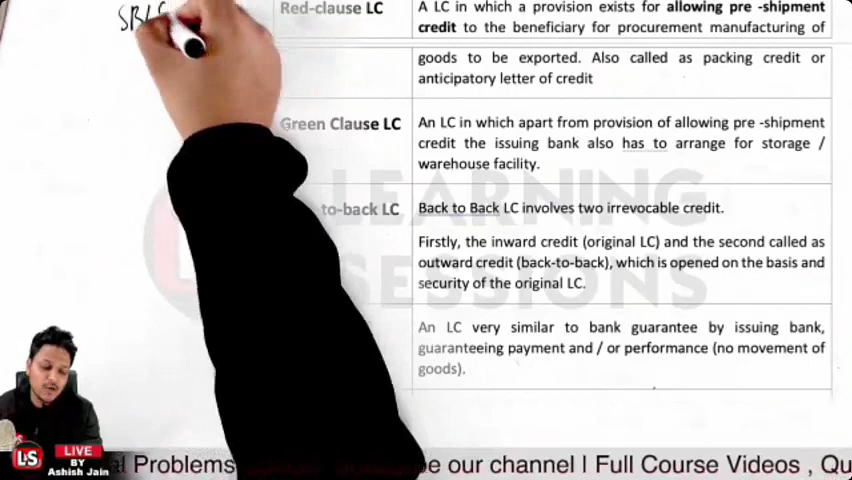 SBLC
Red-clause LC
A LC in which a provision exists for allowing pre -shipment
credit to the beneficiary for procurement manufacturing of
goods to be exported. Also called as packing credit or
anticipatory letter of credit
Green Clause LC
An LC in which apart from provision of allowing pre -shipment
credit the issuing bank also has to arrange for storage /
warehouse facility.
to-back LC
Back to Back LC involves two irrevocable credit.
Firstly, the inward credit (original LC) and the second called as
outward credit (back-to-back), which is opened on the basis and
security of the original LC.
An LC very similar to bank guarantee by issuing bank,
guaranteeing payment and / or performance (no movement of
goods).
LEARNING
SESSIONS
LS
LIVE
BY
Ashish Jain
Problems
our channel | Full Course Videos ,